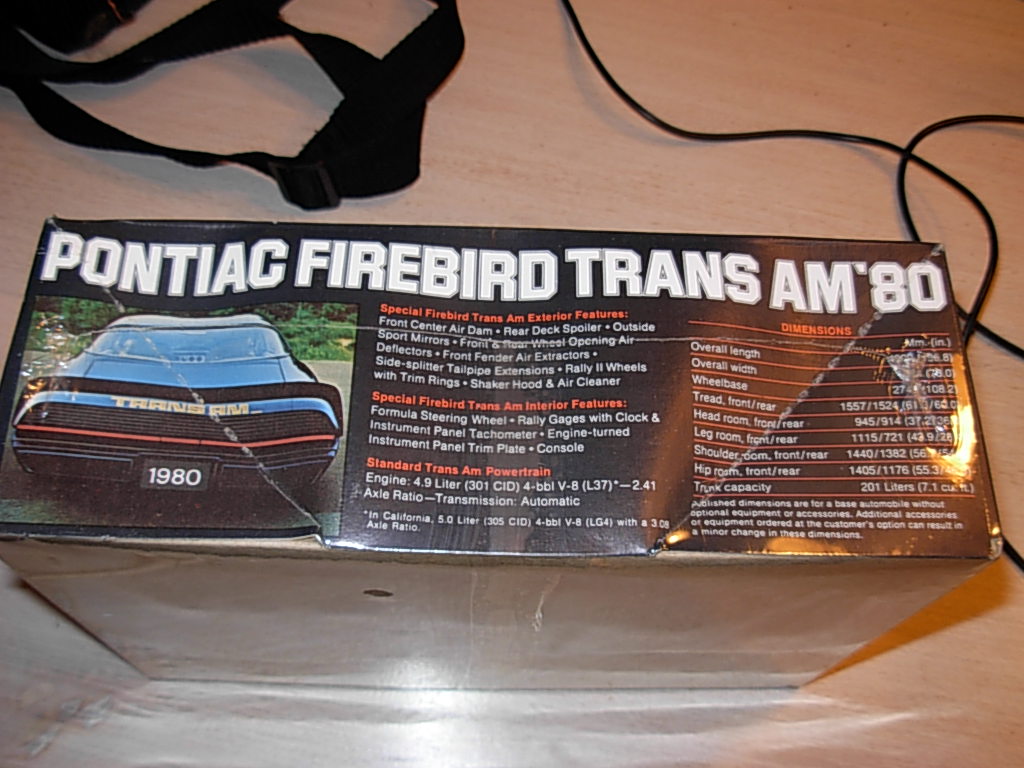 PONTIAC FIREBIRD TRANS AM '80
TRANS AM
1980
Special Firebird Trans Am Exterior Features:
Front Center Air Dam • Rear Deck Spoiler • Outside
Sport Mirrors • Front & Rear Wheel Opening Air
Deflectors • Front Fender Air Extractors •
Side-splitter Tailpipe Extensions • Rally II Wheels
with Trim Rings • Shaker Hood & Air Cleaner
Special Firebird Trans Am Interior Features:
Formula Steering Wheel • Rally Gages with Clock &
Instrument Panel Tachometer • Engine-turned
Instrument Panel Trim Plate • Console
Standard Trans Am Powertrain
Engine: 4.9 Liter (301 CID) 4-bbl V-8 (L37)*—2.41
Axle Ratio—Transmission: Automatic
*In California, 5.0 Liter (305 CID) 4-bbl V-8 (LG4) with a 3.08
Axle Ratio.
DIMENSIONS
Mm.-(in.)
Overall length
Overall width
Wheelbase (108.2)
Tread, front/rear 1557/1524
Head room, front/rear 945/914
Leg room, front/rear 1115/721
Shoulder room, front/rear 1440/1382
Hip room, front/rear 1405/1176
Trunk capacity 201 Liters (7.1 cu. ft.)
Published dimensions are for a base automobile without
optional equipment or accessories. Additional accessories
or equipment ordered at the customer's option can result in
a minor change in these dimensions.